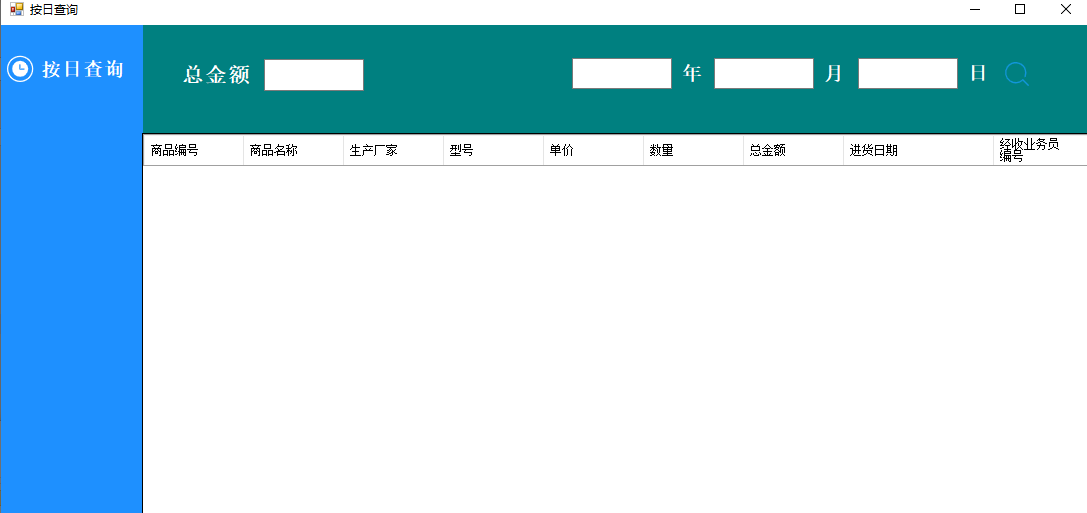 按日查询
按日查询
总金额
年
月
日
商品编号
商品名称
生产厂家
型号
单价
数量
总金额
进货日期
经收业务员
编号